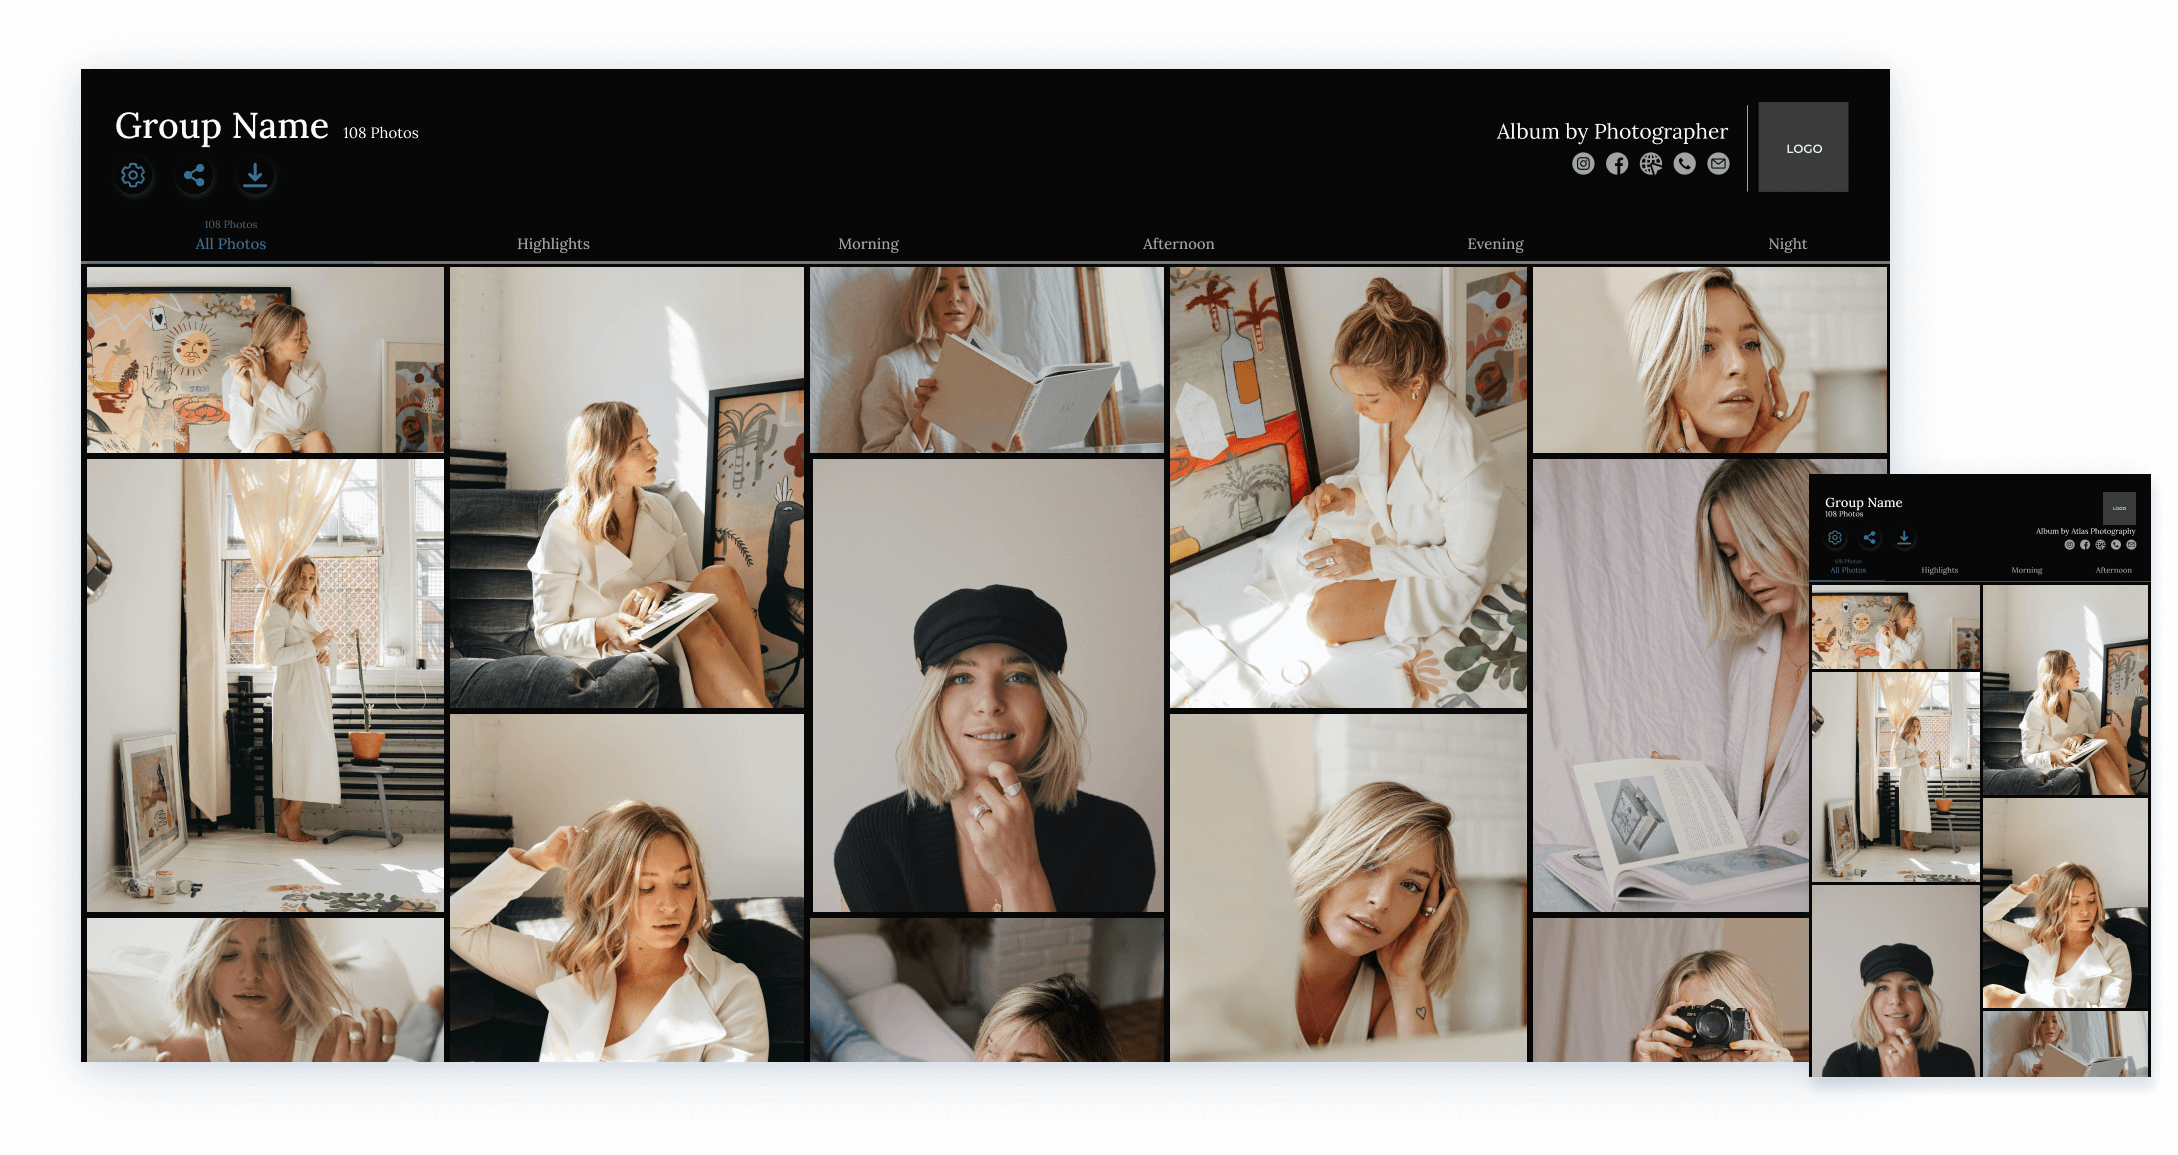 Group Name 108 Photos
Album by Photographer
LOGO
108 Photos
All Photos
Highlights
Morning
Afternoon
Evening
Night
Group Name
108 Photos
LOGO
Album by Atlas Photography
108 Photos
All Photos
Highlights
Morning
Afternoon